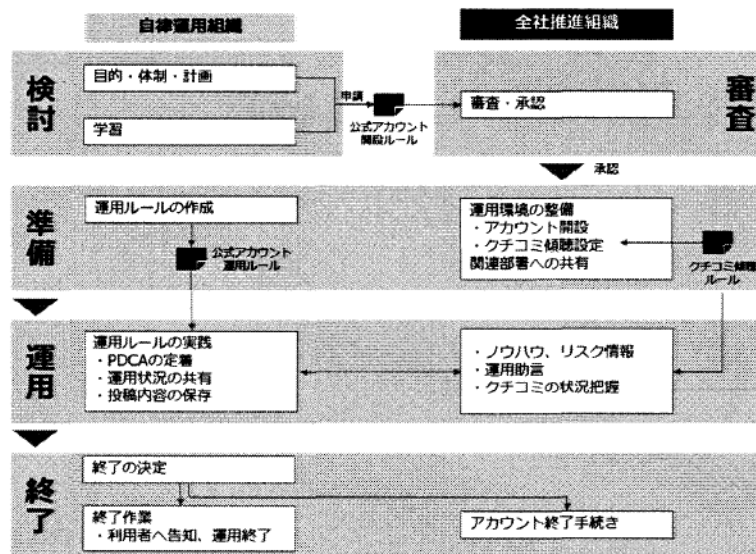 自律運用組織
全社推進組織
検討
目的・体制・計画
学習
申請
公式アカウント
開設ルール
審査・承認
審査
承認
準備
運用ルールの作成
公式アカウント
運用ルール
運用環境の整備
・アカウント開設
・クチコミ傾聴設定
関連部署への共有
クチコミ傾聴
ルール
運用
運用ルールの実践
・PDCAの定着
・運用状況の共有
・投稿内容の保存
・ノウハウ、リスク情報
・運用助言
・クチコミの状況把握
終了
終了の決定
終了作業
・利用者へ告知、運用終了
アカウント終了手続き